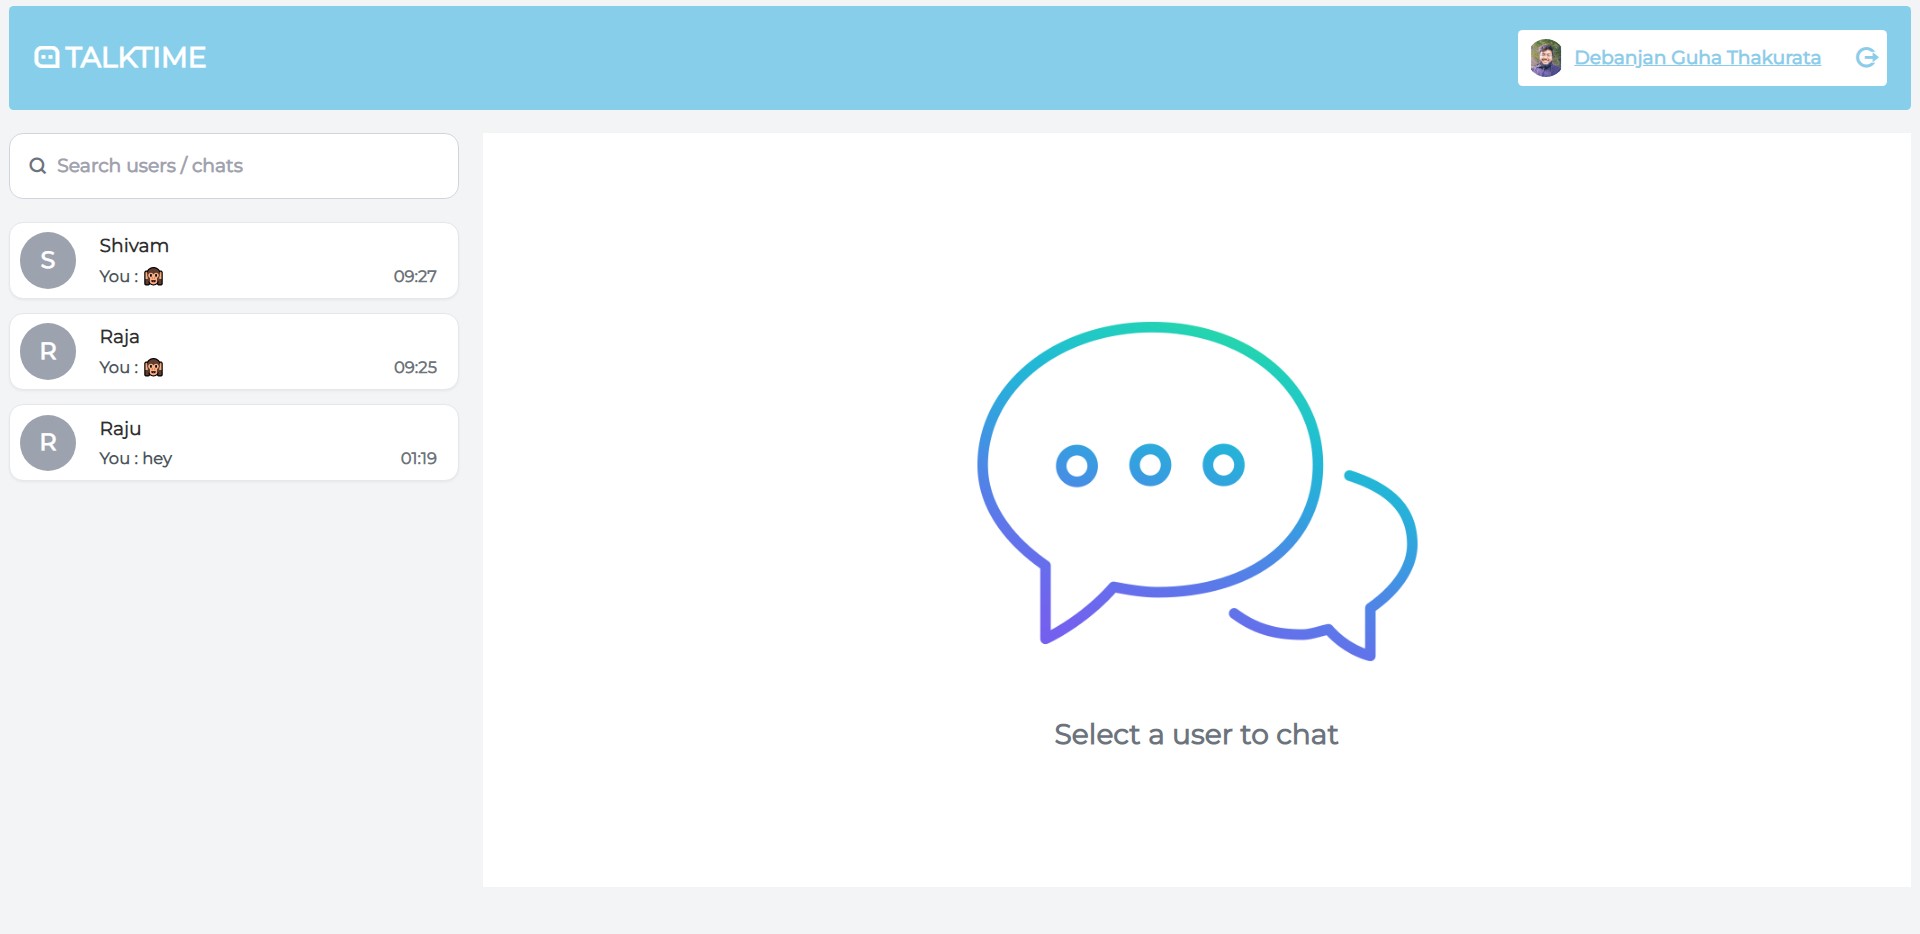 TALKTIME
Debanjan Guha Thakurata
Search users / chats
S
Shivam
You : 🙉
09:27
R
Raja
You : 🙉
09:25
R
Raju
You : hey
01:19
Select a user to chat